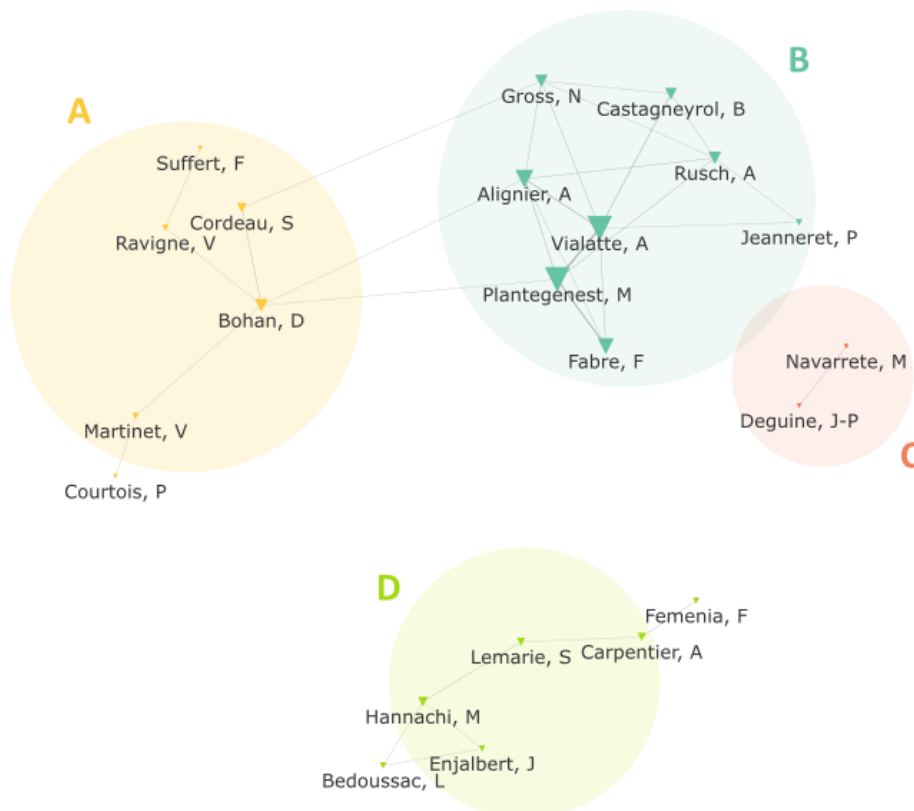 A
Suffert, F
Cordeau, S
Ravigne, V
Bohan, D
Martinet, V
Courtois, P
B
Gross, N
Castagneyrol, B
Rusch, A
Alignier, A
Jeanneret, P
Vialatte, A
Plantegenest, M
Fabre, F
Navarrete, M
Deguine, J-P
C
D
Femenia, F
Carpentier, A
Lemarie, S
Hannachi, M
Enjalbert, J
Bedoussac, L